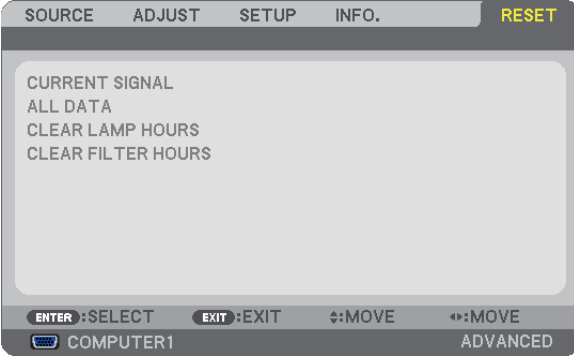 SOURCE ADJUST SETUP INFO. RESET
CURRENT SIGNAL
ALL DATA
CLEAR LAMP HOURS
CLEAR FILTER HOURS
ENTER :SELECT EXIT :EXIT :MOVE :MOVE
COMPUTER1 ADVANCED